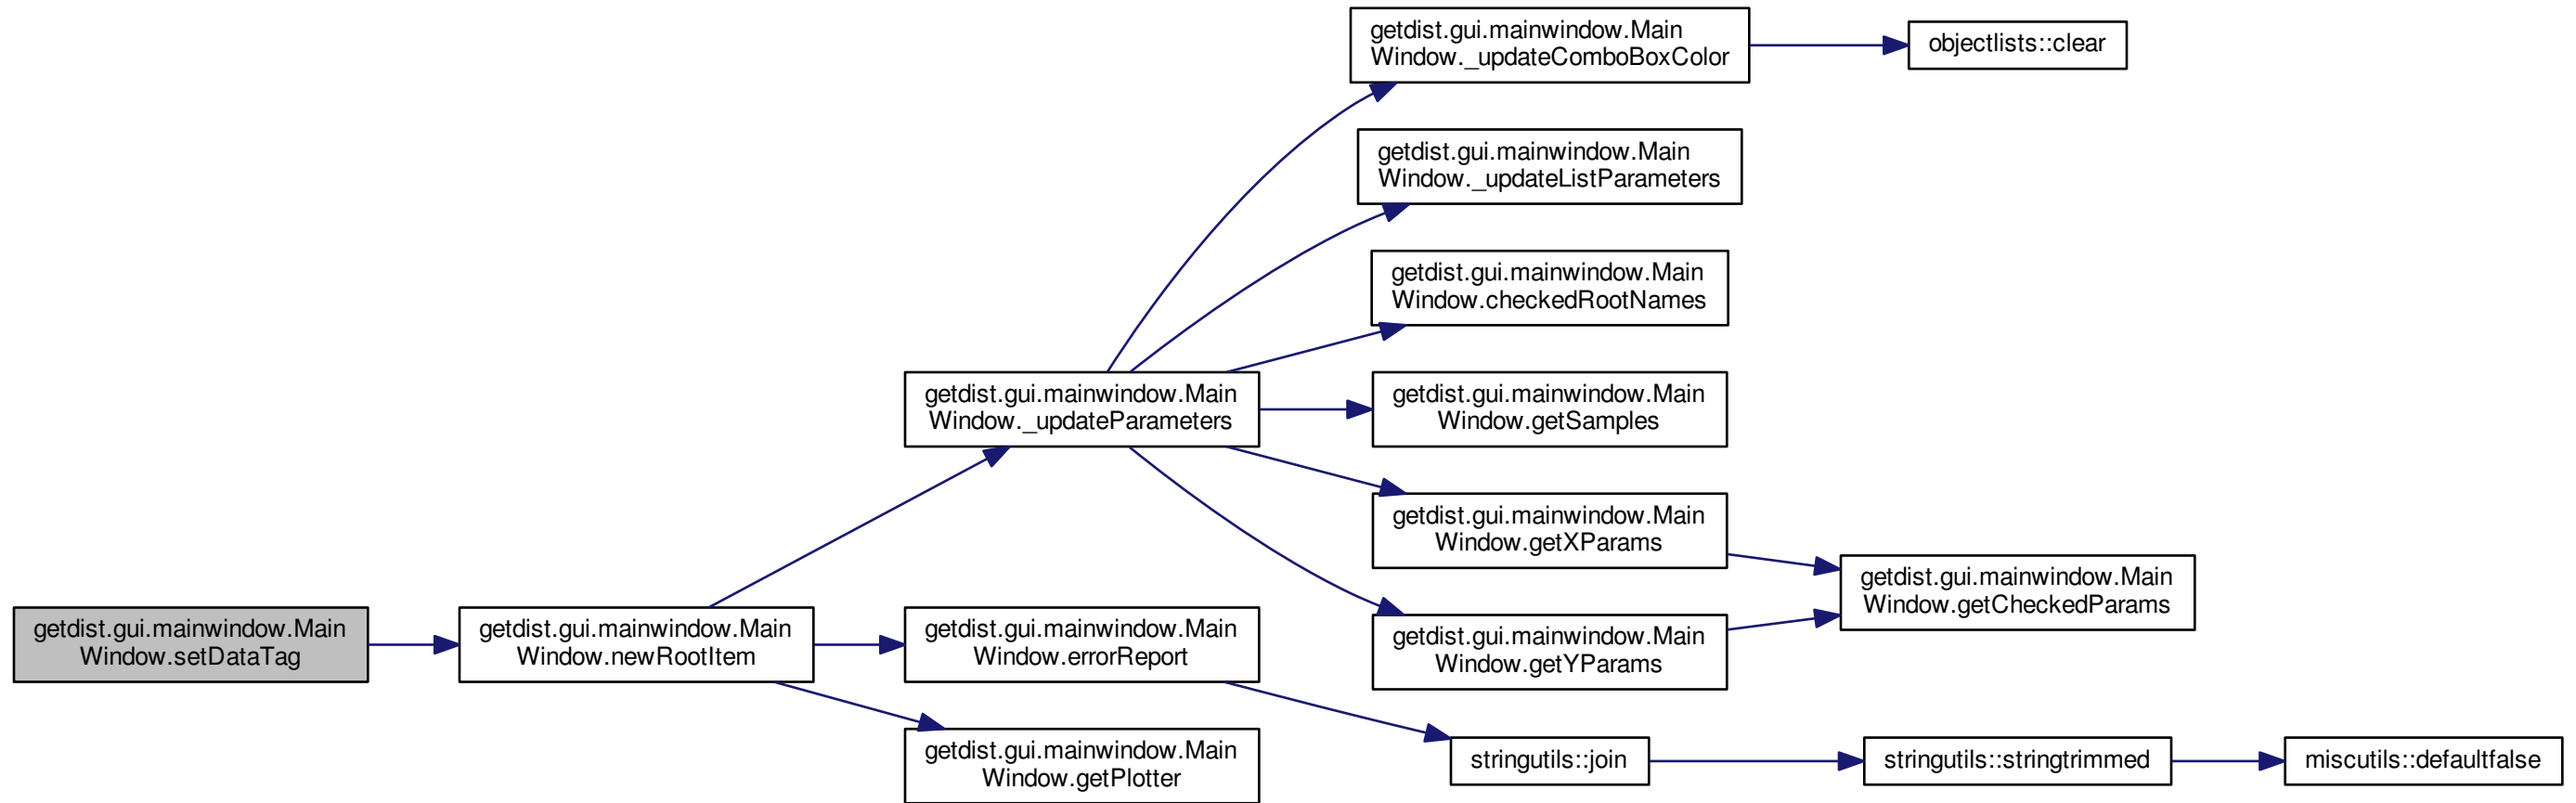 getdist.gui.mainwindow.Main
Window._updateComboBoxColor
objectlists::clear
getdist.gui.mainwindow.Main
Window._updateListParameters
getdist.gui.mainwindow.Main
Window.checkedRootNames
getdist.gui.mainwindow.Main
Window._updateParameters
getdist.gui.mainwindow.Main
Window.getSamples
getdist.gui.mainwindow.Main
Window.getXParams
getdist.gui.mainwindow.Main
Window.getCheckedParams
getdist.gui.mainwindow.Main
Window.setDataTag
getdist.gui.mainwindow.Main
Window.newRootItem
getdist.gui.mainwindow.Main
Window.errorReport
getdist.gui.mainwindow.Main
Window.getYParams
getdist.gui.mainwindow.Main
Window.getPlotter
stringutils::join
stringutils::stringtrimmed
miscutils::defaultfalse